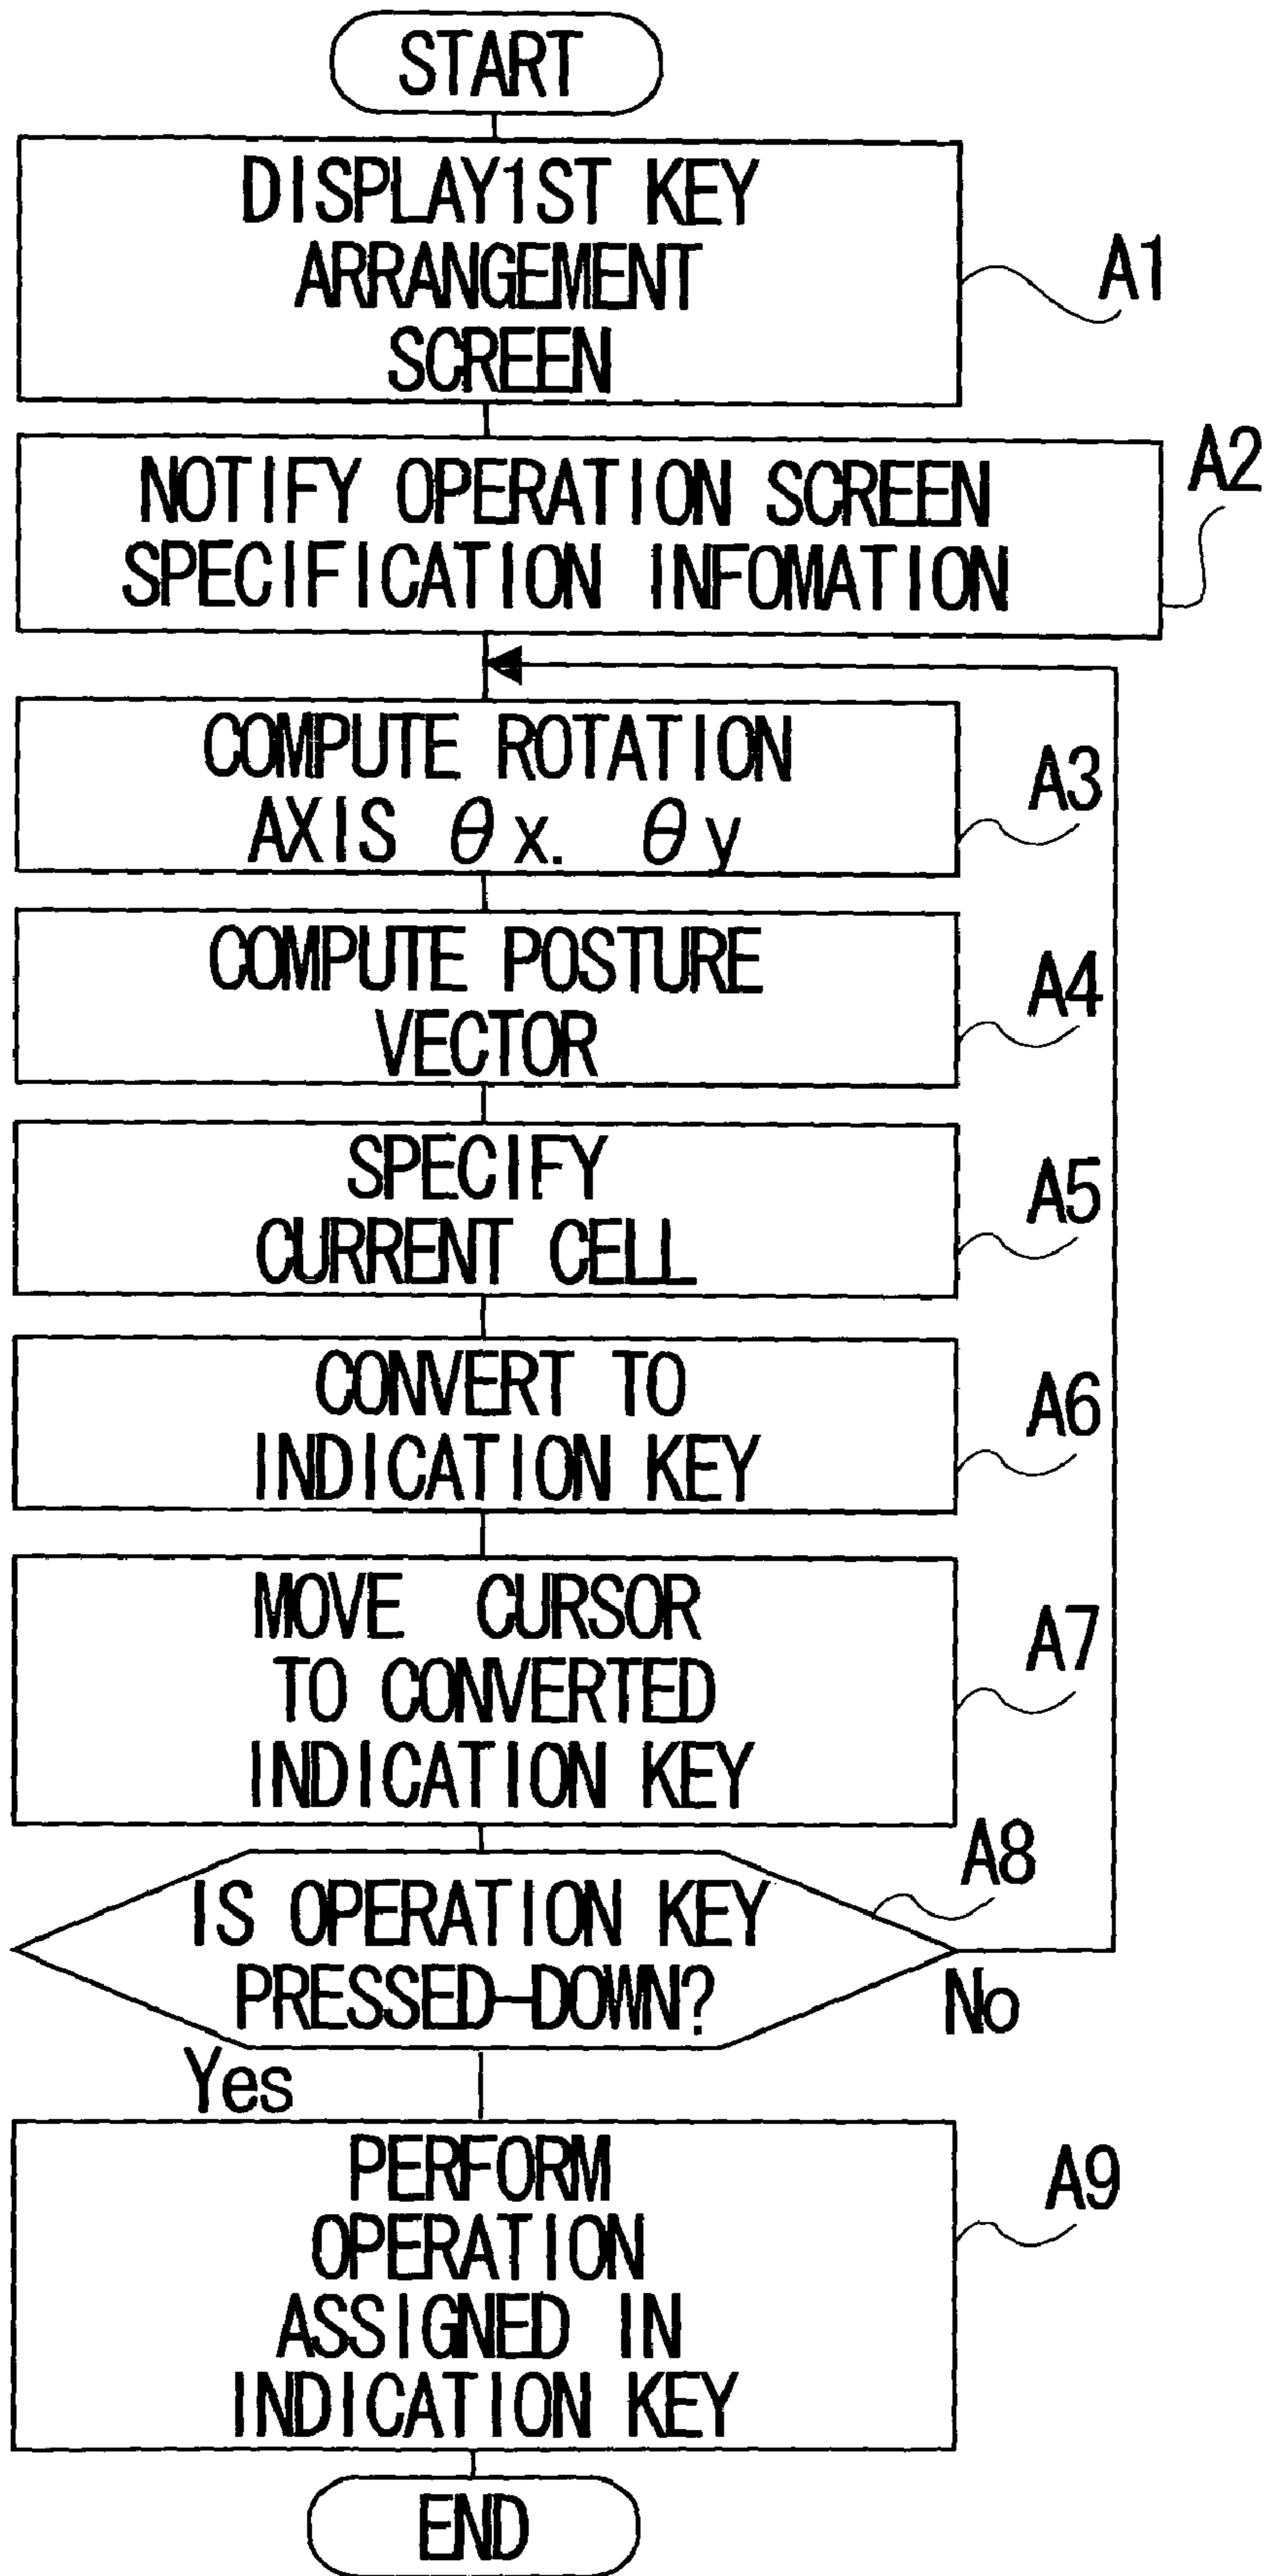 START
DISPLAY1ST KEY
ARRANGEMENT
SCREEN
A1
NOTIFY OPERATION SCREEN
SPECIFICATION INFOMATION
A2
COMPUTE ROTATION
AXIS θx. θy
A3
COMPUTE POSTURE
VECTOR
A4
SPECIFY
CURRENT CELL
A5
CONVERT TO
INDICATION KEY
A6
MOVE CURSOR
TO CONVERTED
INDICATION KEY
A7
IS OPERATION KEY
PRESSED-DOWN?
A8
No
Yes
PERFORM
OPERATION
ASSIGNED IN
INDICATION KEY
A9
END